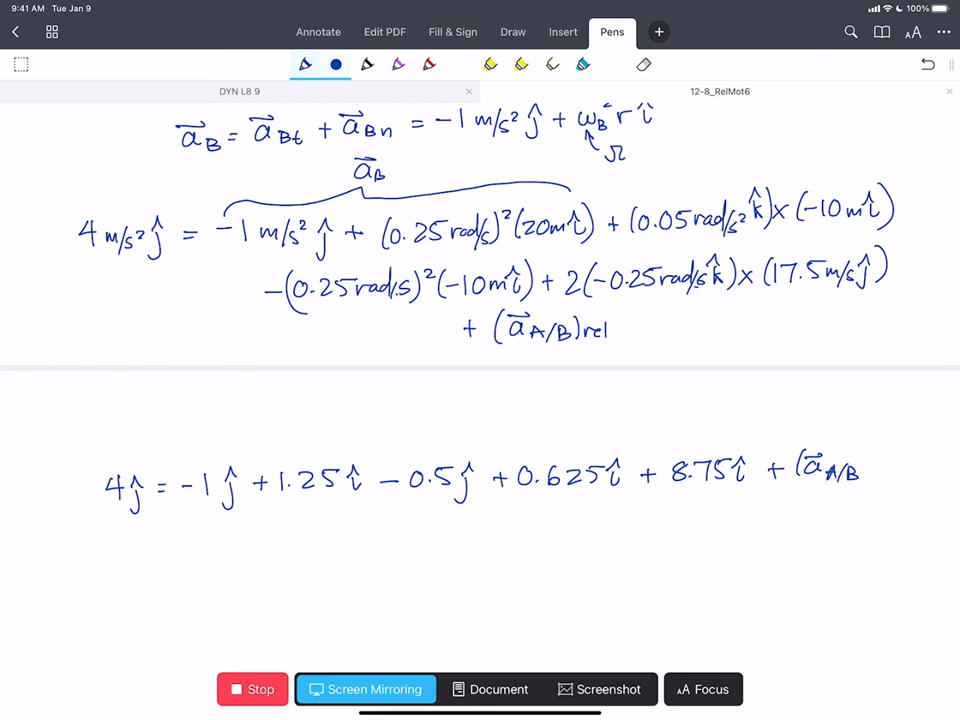 9:41 AM Tue Jan 9 100%
Annotate Edit PDF Fill & Sign Draw Insert Pens
DYN L8 9 × 12-8_RelMot6 ×
a⃗B = a⃗Bt + a⃗Bn = -1 m/s² ĵ + ωB² r î
Ω
a⃗B
4 m/s² ĵ = -1 m/s² ĵ + (0.25 rad/s)² (20m î) + (0.05 rad/s² k̂) × (-10m î)
-(0.25 rad/s)² (-10m î) + 2(-0.25 rad/s k̂) × (17.5 m/s ĵ)
+ (a⃗A/B)rel
4ĵ = -1ĵ + 1.25î - 0.5ĵ + 0.625î + 8.75î + (a⃗A/B
Stop Screen Mirroring Document Screenshot AA Focus